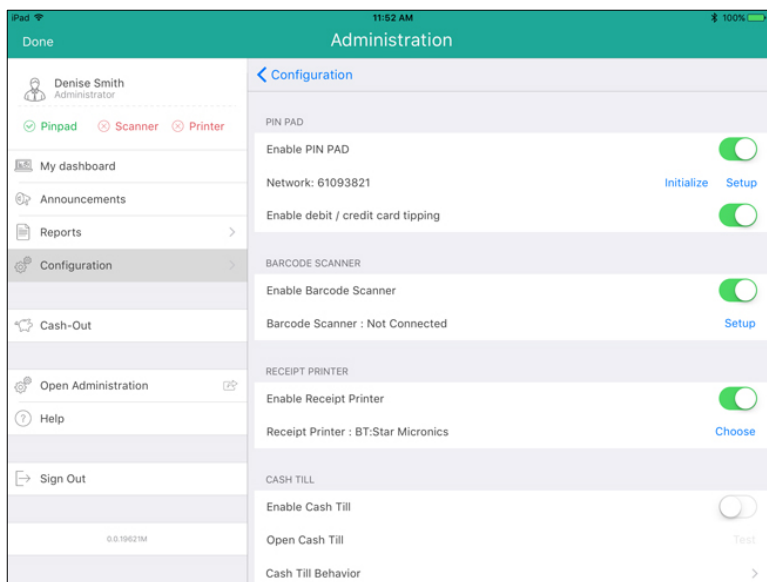 iPad 11:52 AM 100%
Done Administration
Denise Smith
Administrator
Pinpad Scanner Printer
My dashboard
Announcements
Reports
Configuration
Cash-Out
Open Administration
Help
Sign Out
0.0.19621M
Configuration
PIN PAD
Enable PIN PAD
Network: 61093821 Initialize Setup
Enable debit / credit card tipping
BARCODE SCANNER
Enable Barcode Scanner
Barcode Scanner : Not Connected Setup
RECEIPT PRINTER
Enable Receipt Printer
Receipt Printer : BT:Star Micronics Choose
CASH TILL
Enable Cash Till
Open Cash Till Test
Cash Till Behavior